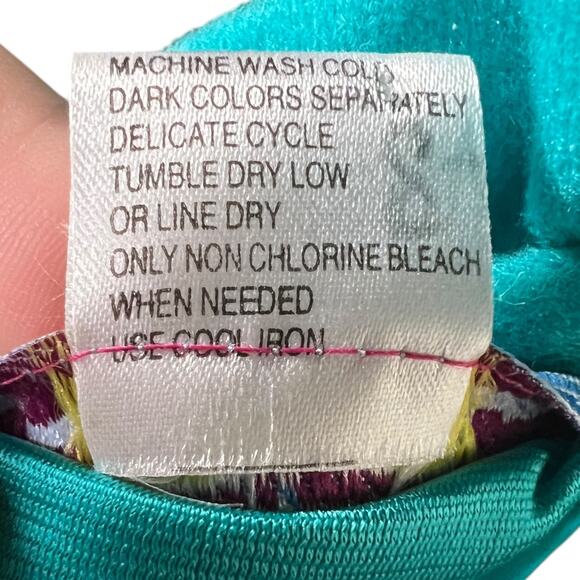 MACHINE WASH COLD
DARK COLORS SEPARATELY
DELICATE CYCLE
TUMBLE DRY LOW
OR LINE DRY
ONLY NON CHLORINE BLEACH
WHEN NEEDED
USE COOL IRON